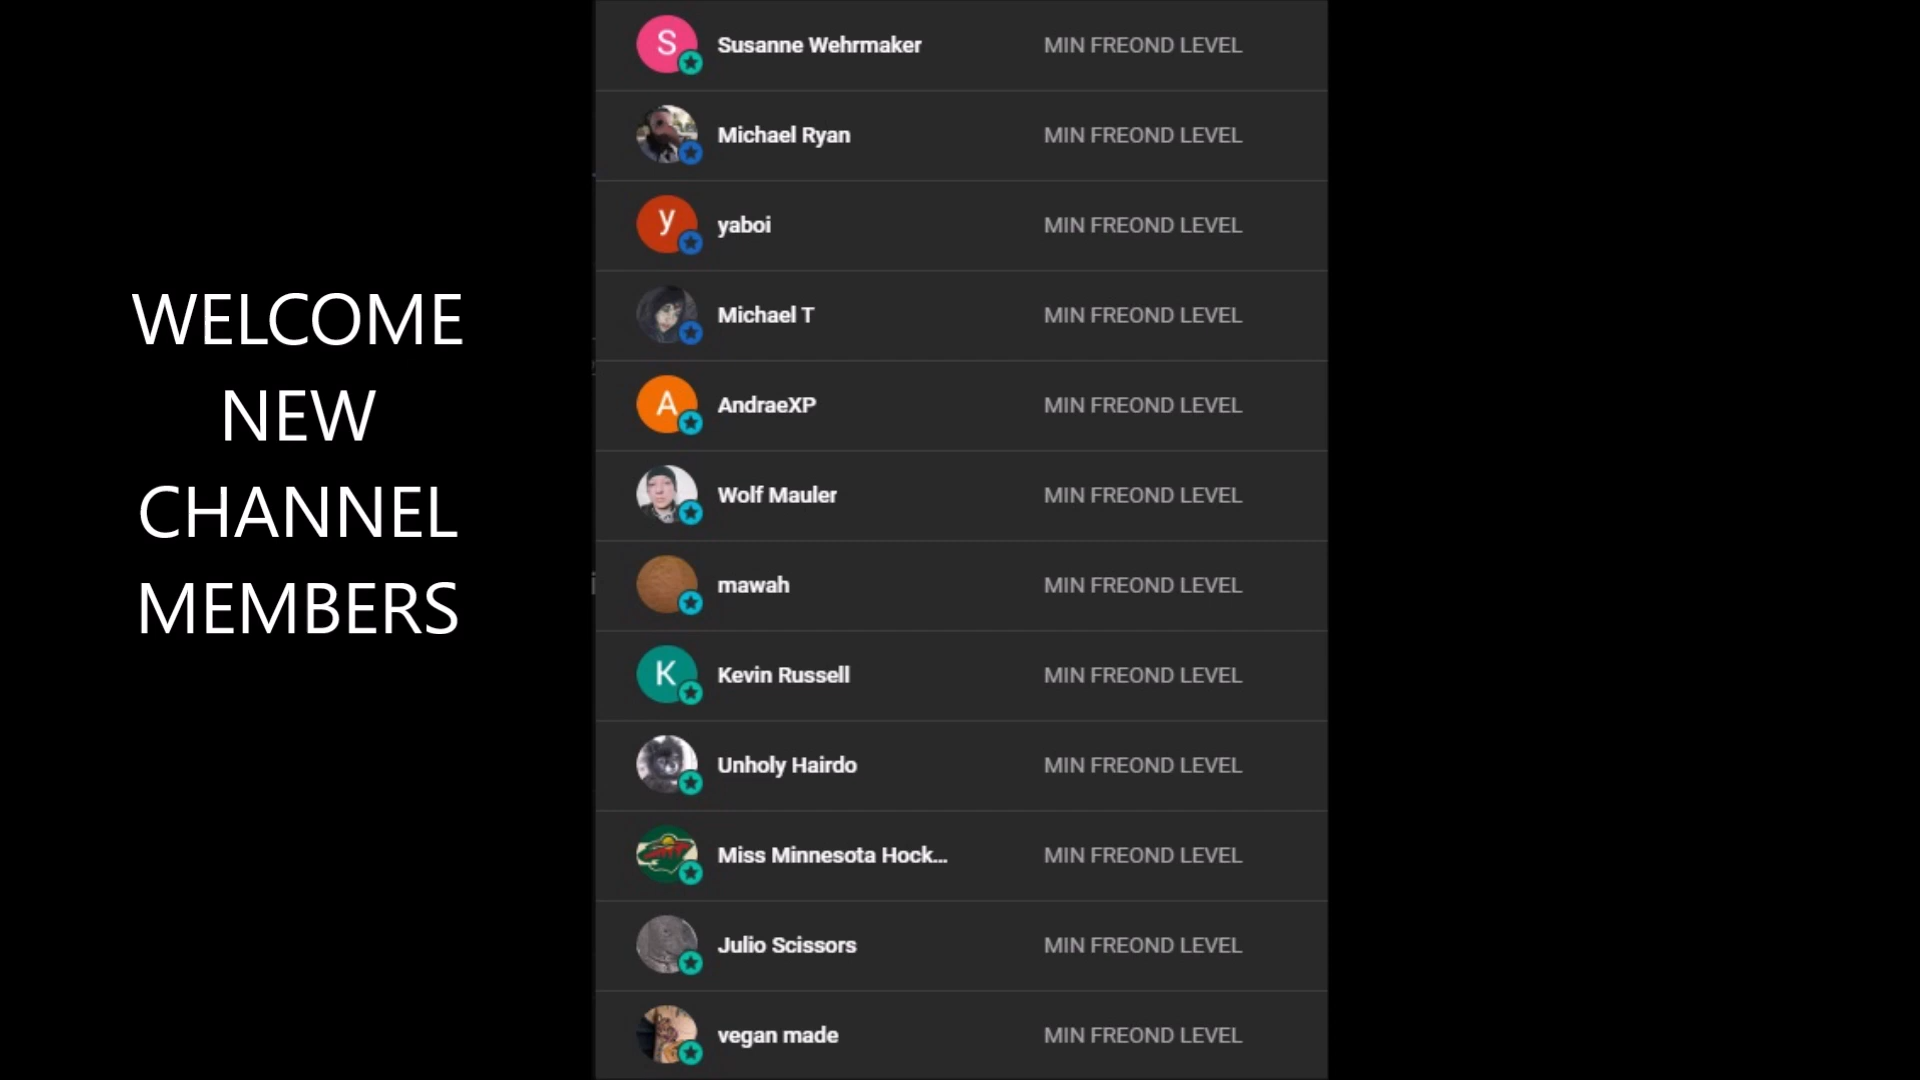 WELCOME
NEW
CHANNEL
MEMBERS
S Susanne Wehrmaker MIN FREOND LEVEL
Michael Ryan MIN FREOND LEVEL
y yaboi MIN FREOND LEVEL
Michael T MIN FREOND LEVEL
A AndraeXP MIN FREOND LEVEL
Wolf Mauler MIN FREOND LEVEL
mawah MIN FREOND LEVEL
K Kevin Russell MIN FREOND LEVEL
Unholy Hairdo MIN FREOND LEVEL
Miss Minnesota Hock... MIN FREOND LEVEL
Julio Scissors MIN FREOND LEVEL
vegan made MIN FREOND LEVEL